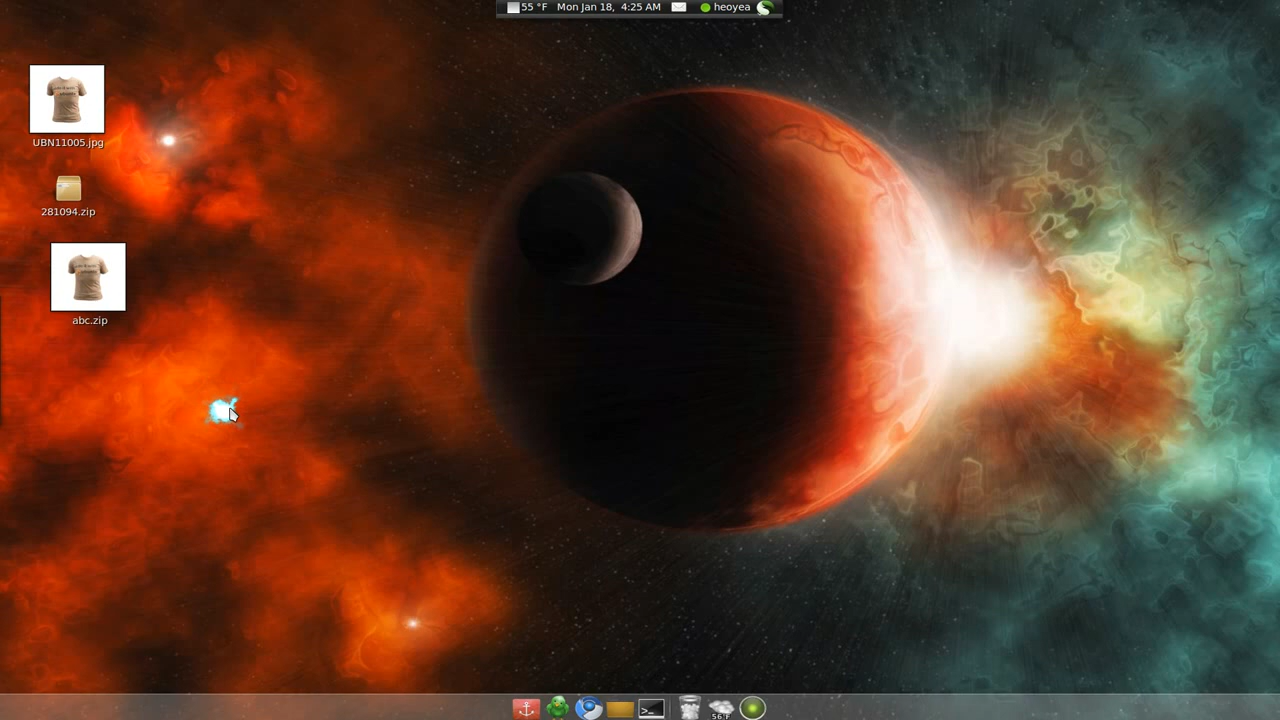 55 °F Mon Jan 18, 4:25 AM heoyea
UBN11005.jpg
281094.zip
abc.zip
>_
56°F